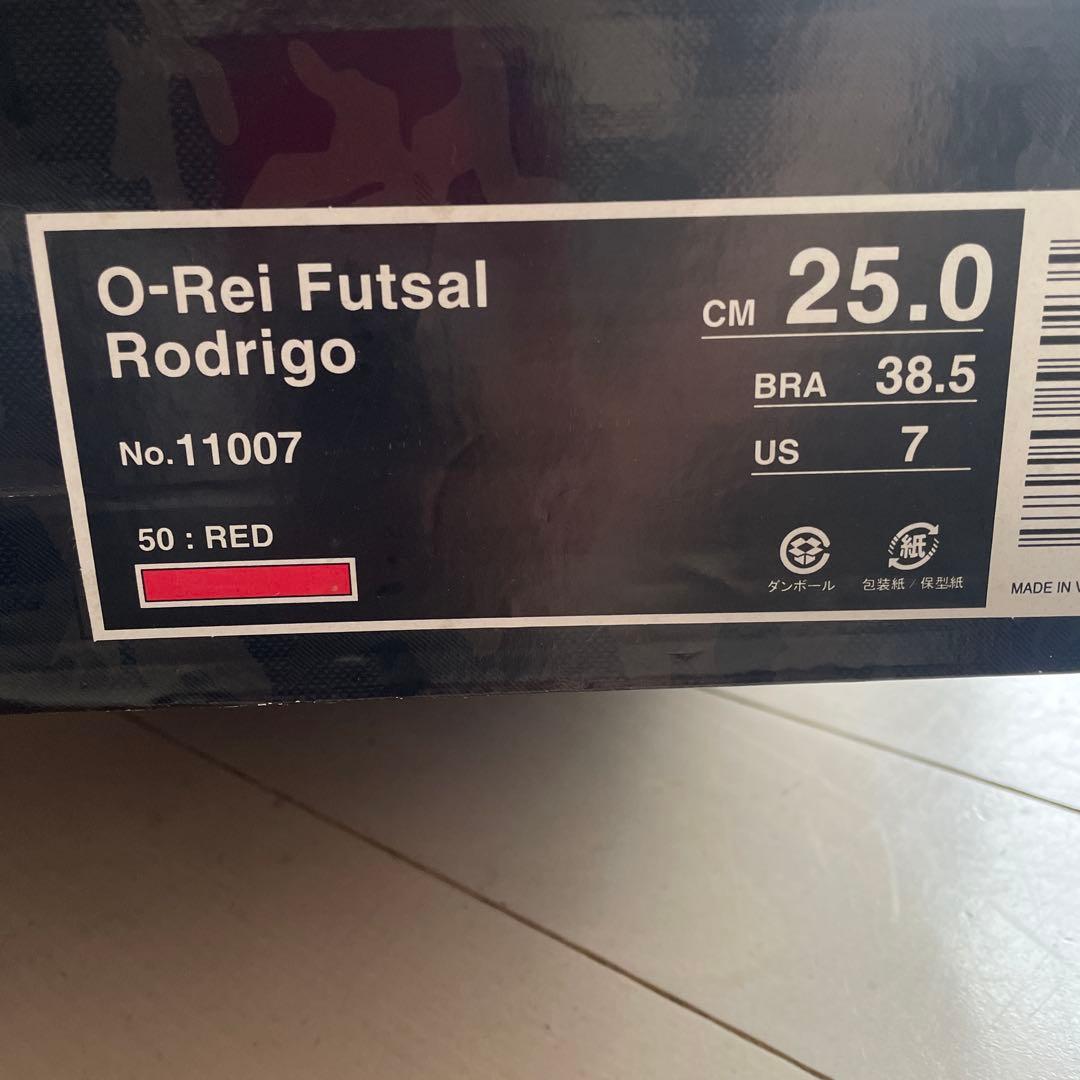 O-Rei Futsal
Rodrigo
No.11007
50 : RED
CM 25.0
BRA 38.5
US 7
紙
ダンボール
包装紙 / 保型紙
MADE IN